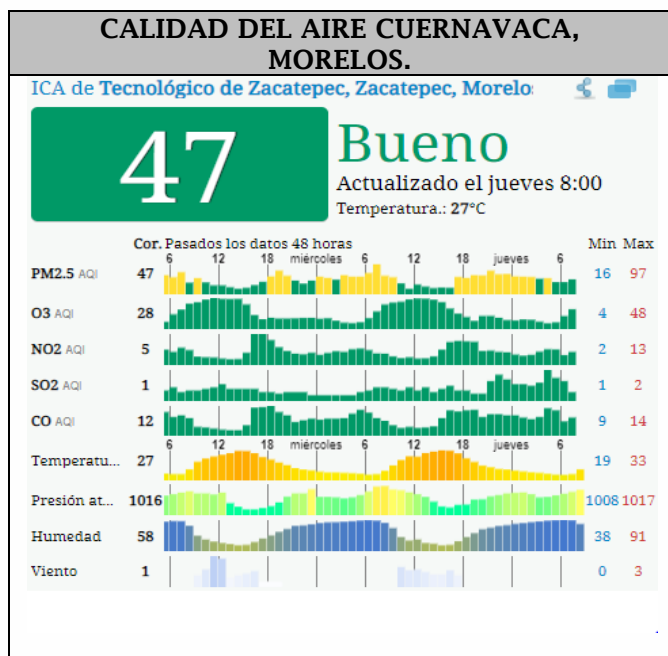 CALIDAD DEL AIRE CUERNAVACA,
MORELOS.
ICA de Tecnológico de Zacatepec, Zacatepec, Morelo
47
Bueno
Actualizado el jueves 8:00
Temperatura.: 27°C
Cor. Pasados los datos 48 horas Min Max
6 12 18 miércoles 6 12 18 jueves 6
PM2.5 AQI 47 16 97
O3 AQI 28 4 48
NO2 AQI 5 2 13
SO2 AQI 1 1 2
CO AQI 12 9 14
6 12 18 miércoles 6 12 18 jueves 6
Temperatu... 27 19 33
Presión at... 1016 1008 1017
Humedad 58 38 91
Viento 1 0 3